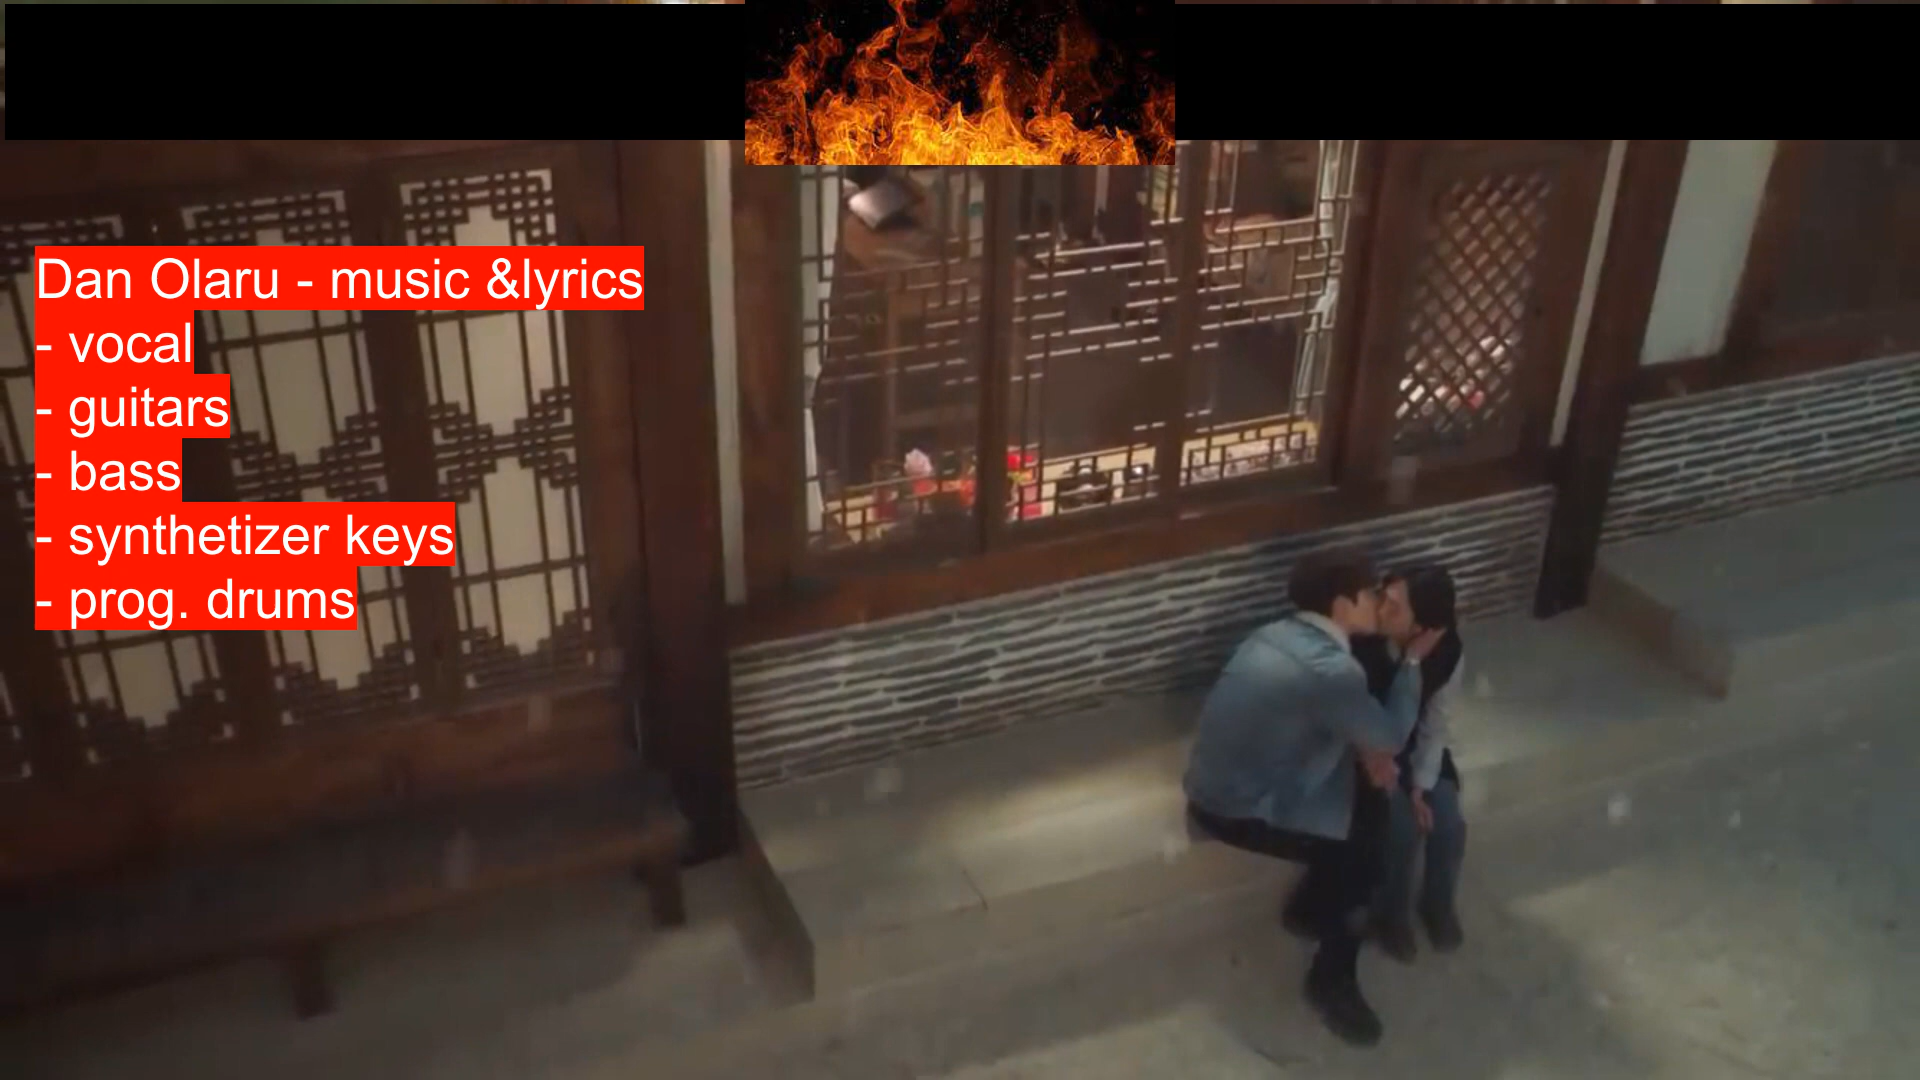 Dan Olaru - music &lyrics
- vocal
- guitars
- bass
- synthetizer keys
- prog. drums